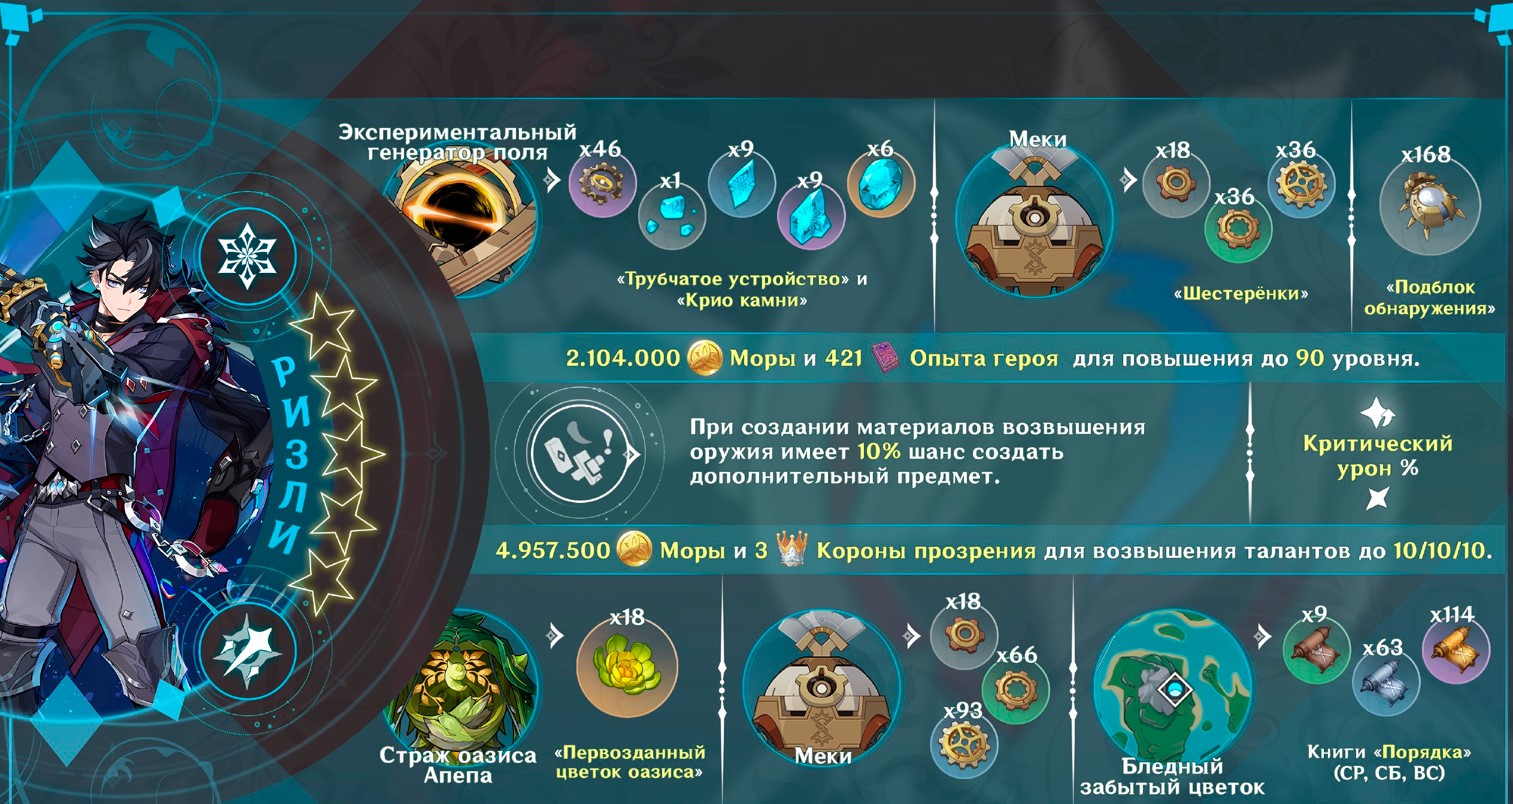 РИЗЛИ
Экспериментальный
генератор поля
x46
x1
x9
x9
x6
«Трубчатое устройство» и
«Крио камни»
Меки
x18
x36
x36
«Шестерёнки»
x168
«Подблок
обнаружения»
2.104.000 Моры и 421 Опыта героя для повышения до 90 уровня.
При создании материалов возвышения
оружия имеет 10% шанс создать
дополнительный предмет.
Критический
урон %
4.957.500 Моры и 3 Короны прозрения для возвышения талантов до 10/10/10.
Страж оазиса
Апепа
x18
«Первозданный
цветок оазиса»
Меки
x18
x66
x93
Бледный
забытый цветок
x9
x63
x114
Книги «Порядка»
(СР, СБ, ВС)